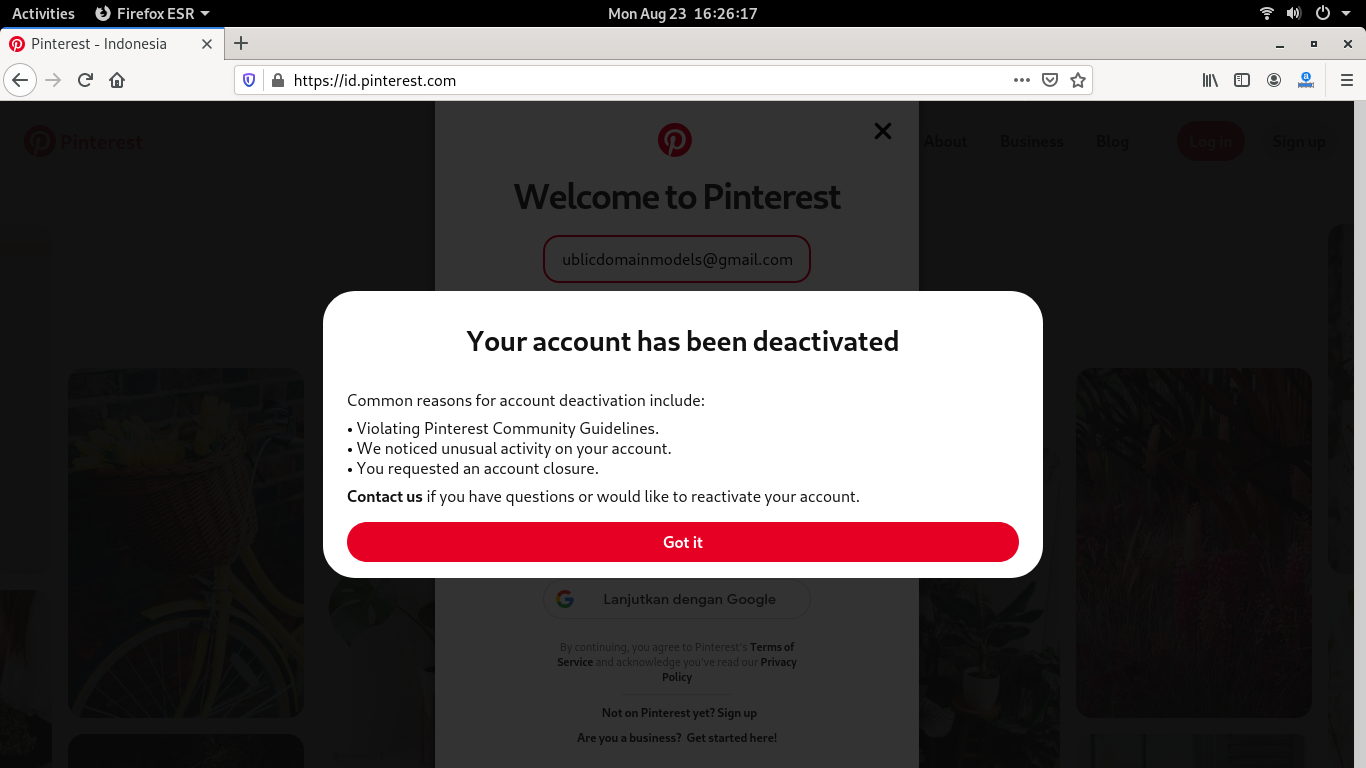 Activities Firefox ESR Mon Aug 23 16:26:17
Pinterest - Indonesia
https://id.pinterest.com
Pinterest About Business Blog Log in Sign up
Welcome to Pinterest
ublicdomainmodels@gmail.com
Your account has been deactivated
Common reasons for account deactivation include:
• Violating Pinterest Community Guidelines.
• We noticed unusual activity on your account.
• You requested an account closure.
Contact us if you have questions or would like to reactivate your account.
Got it
Lanjutkan dengan Google
By continuing, you agree to Pinterest's Terms of
Service and acknowledge you've read our Privacy
Policy
Not on Pinterest yet? Sign up
Are you a business? Get started here!